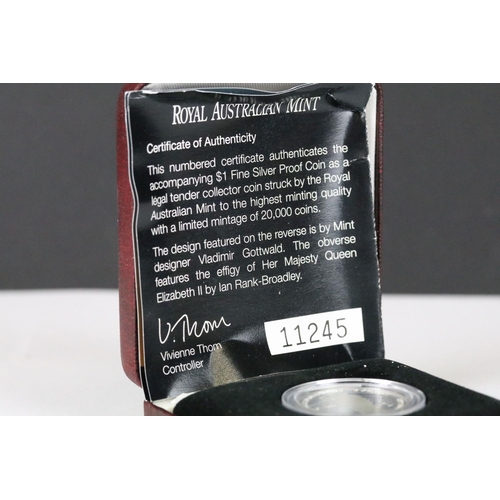 ROYAL AUSTRALIAN MINT
Certificate of Authenticity
This numbered certificate authenticates the
accompanying $1 Fine Silver Proof Coin as a
legal tender collector coin struck by the Royal
Australian Mint to the highest minting quality
with a limited mintage of 20,000 coins.
The design featured on the reverse is by Mint
designer Vladimir Gottwald. The obverse
features the effigy of Her Majesty Queen
Elizabeth II by Ian Rank-Broadley.
V. Thom
Vivienne Thom
Controller
11245